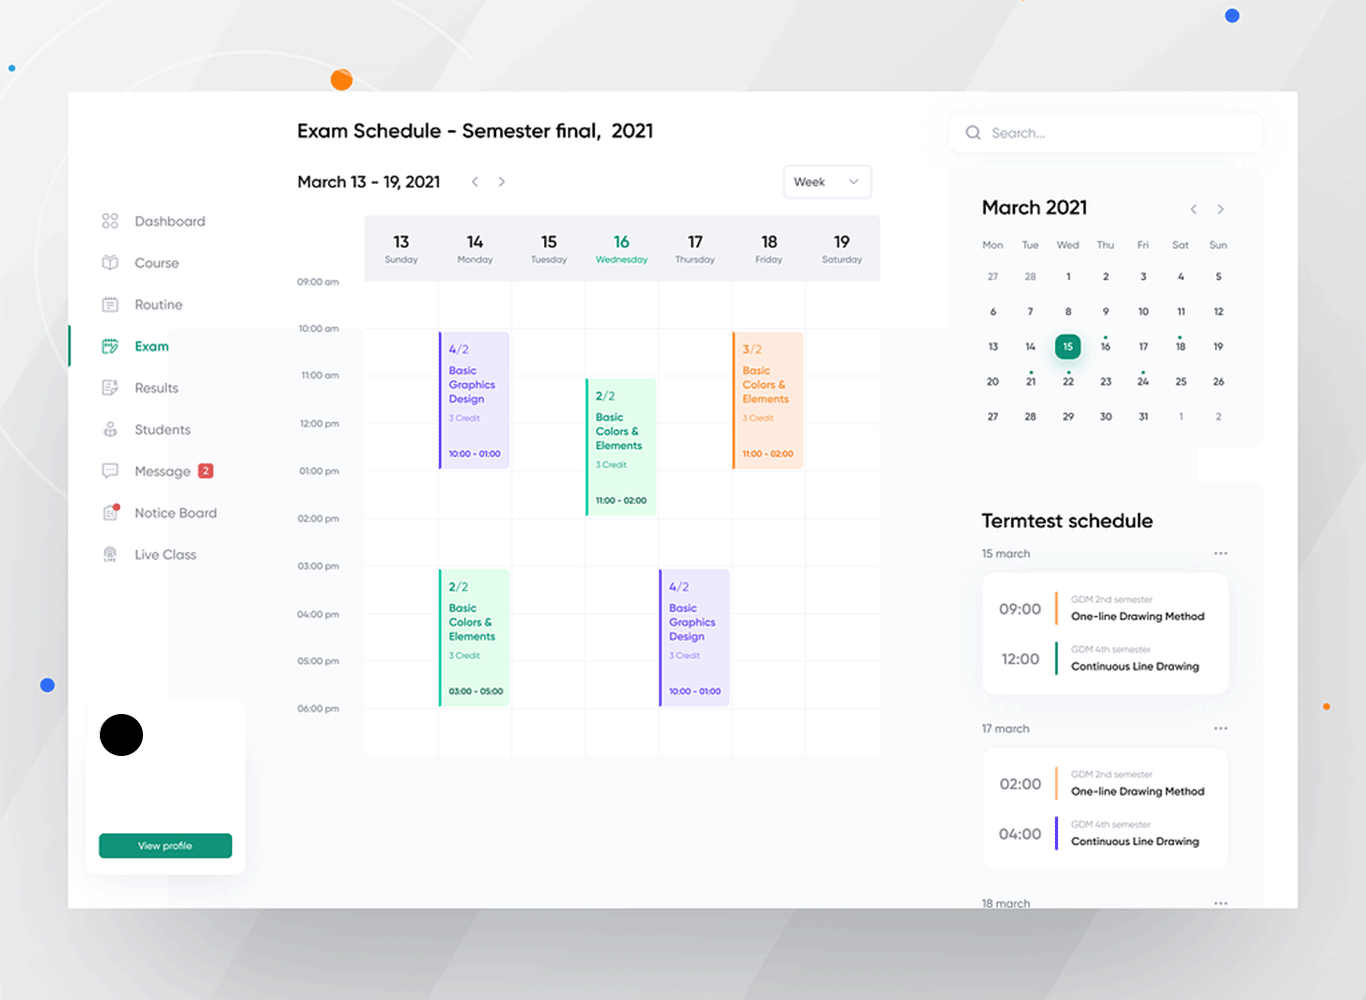 Exam Schedule - Semester final, 2021
Search...
March 13 - 19, 2021
Week
Dashboard
Course
Routine
Exam
Results
Students
Message 2
Notice Board
Live Class
View profile
13 14 15 16 17 18 19
Sunday Monday Tuesday Wednesday Thursday Friday Saturday
09:00 am
10:00 am
11:00 am
12:00 pm
01:00 pm
02:00 pm
03:00 pm
04:00 pm
05:00 pm
06:00 pm
4/2
Basic
Graphics
Design
3 Credit
10:00 - 01:00
2/2
Basic
Colors &
Elements
3 Credit
03:00 - 05:00
2/2
Basic
Colors &
Elements
3 Credit
11:00 - 02:00
4/2
Basic
Graphics
Design
3 Credit
10:00 - 01:00
3/2
Basic
Colors &
Elements
3 Credit
11:00 - 02:00
March 2021
Mon Tue Wed Thu Fri Sat Sun
27 28 1 2 3 4 5
6 7 8 9 10 11 12
13 14 15 16 17 18 19
20 21 22 23 24 25 26
27 28 29 30 31 1 2
Termtest schedule
15 march
09:00
GDM 2nd semester
One-line Drawing Method
12:00
GDM 4th semester
Continuous Line Drawing
17 march
02:00
GDM 2nd semester
One-line Drawing Method
04:00
GDM 4th semester
Continuous Line Drawing
18 march